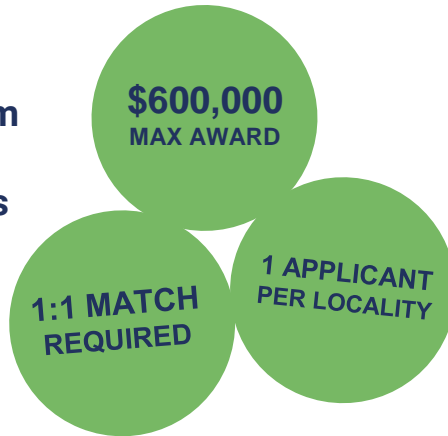 m
s
$600,000
MAX AWARD
1 APPLICANT
PER LOCALITY
1:1 MATCH
REQUIRED